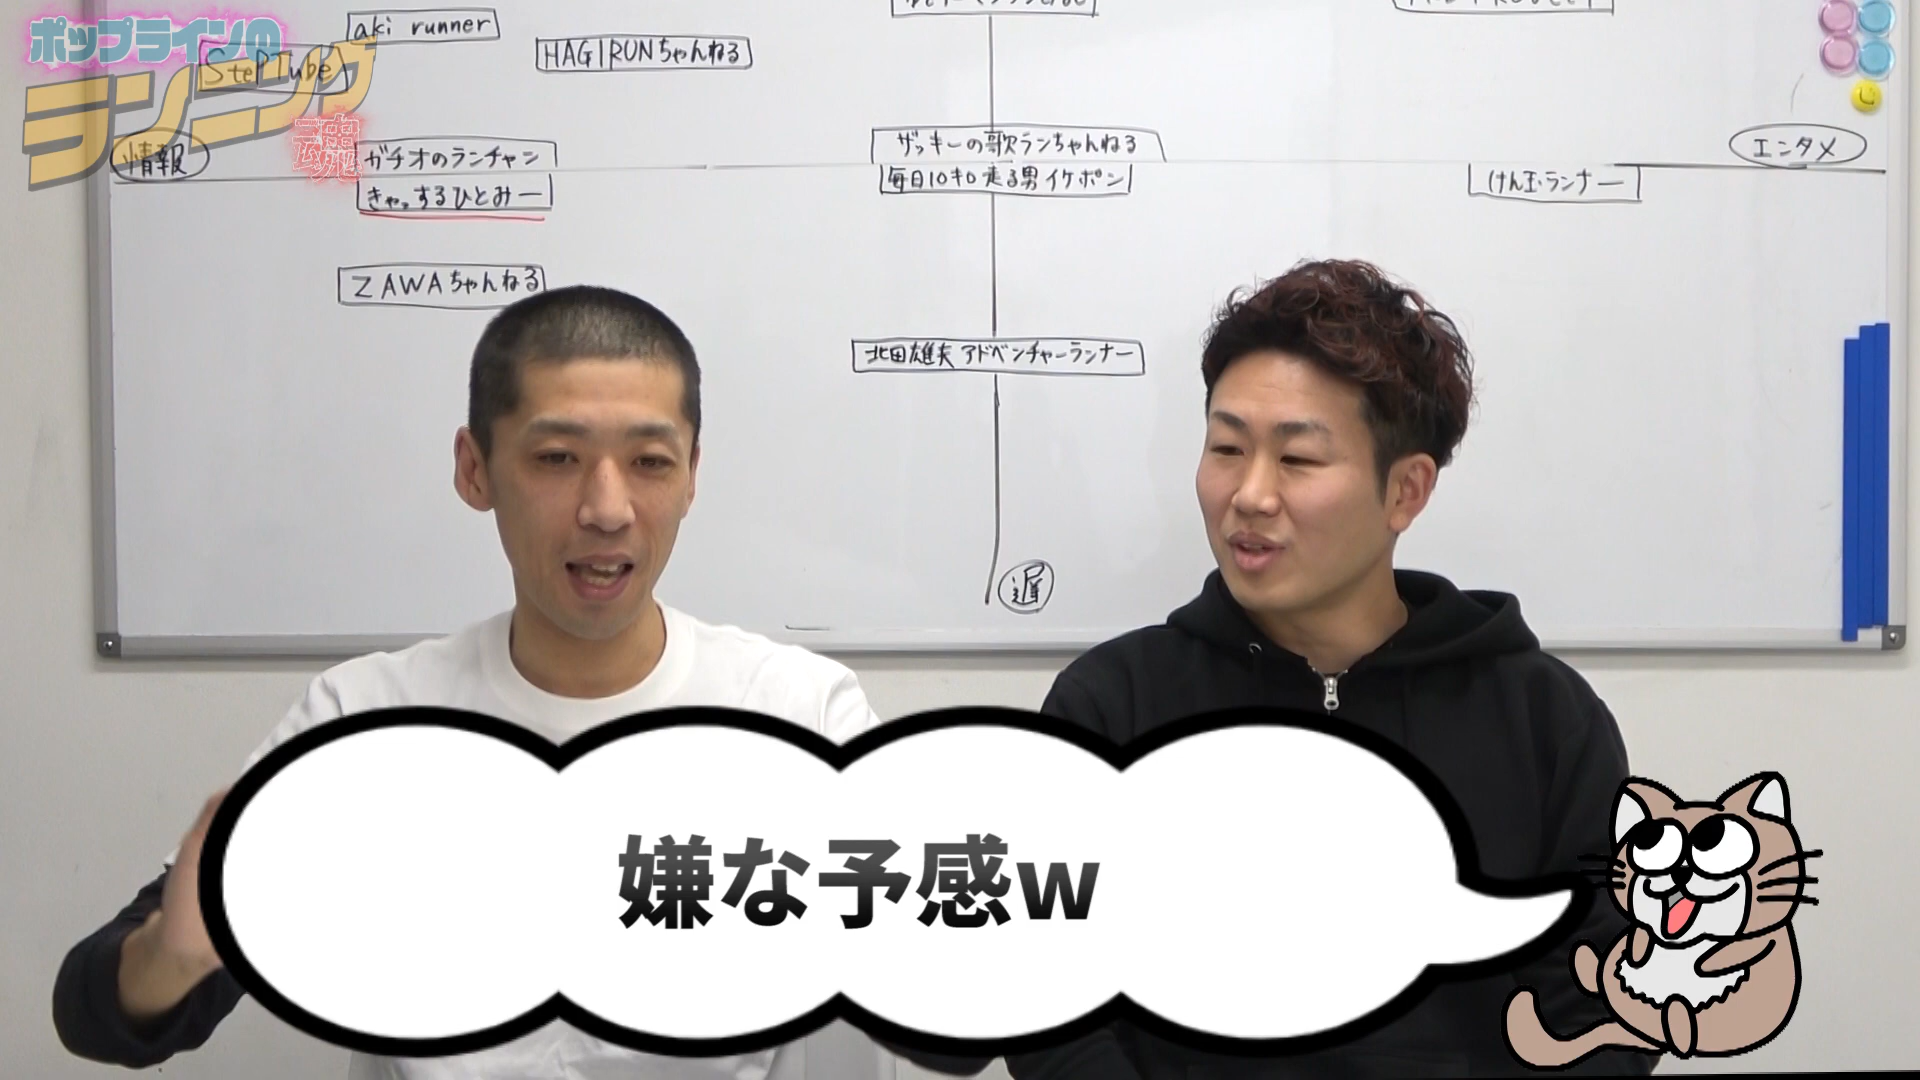 ポップラインの
ランニング
魂
aki runner
StepTube
HAGIRUNちゃんねる
情報
ガチオのランチャン
きゃっするひとみー
ザッキーの歌ランちゃんねる
毎日10キロ走る男イケポン
エンタメ
けん玉ランナー
ZAWAちゃんねる
北田雄夫 アドベンチャーランナー
遅
嫌な予感w